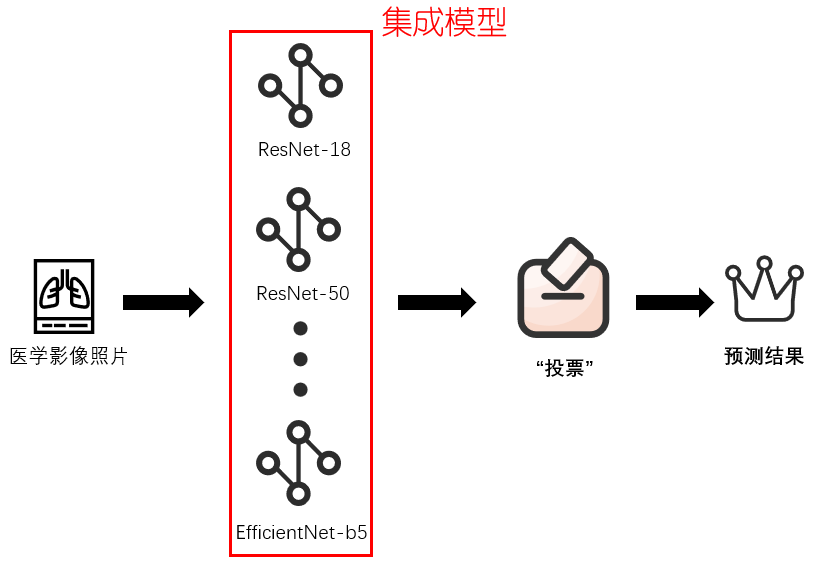 集成模型
ResNet-18
ResNet-50
EfficientNet-b5
医学影像照片
“投票”
预测结果